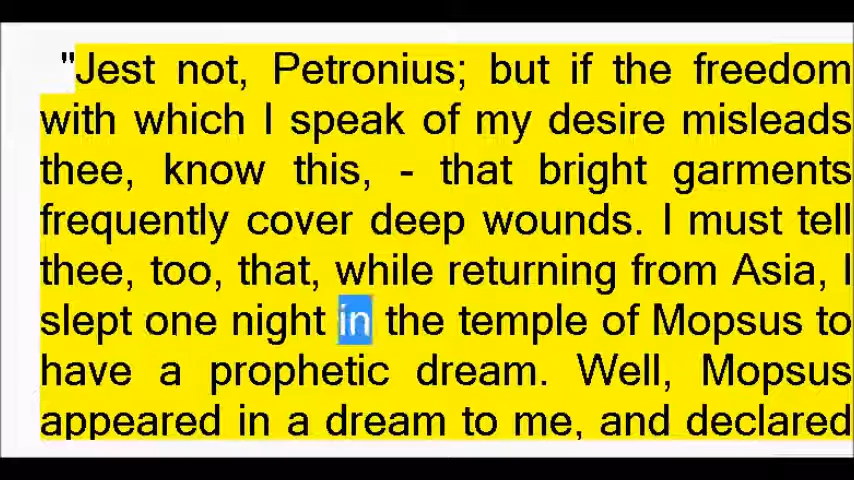 "Jest not, Petronius; but if the freedom
with which I speak of my desire misleads
thee, know this, - that bright garments
frequently cover deep wounds. I must tell
thee, too, that, while returning from Asia, I
slept one night in the temple of Mopsus to
have a prophetic dream. Well, Mopsus
appeared in a dream to me, and declared